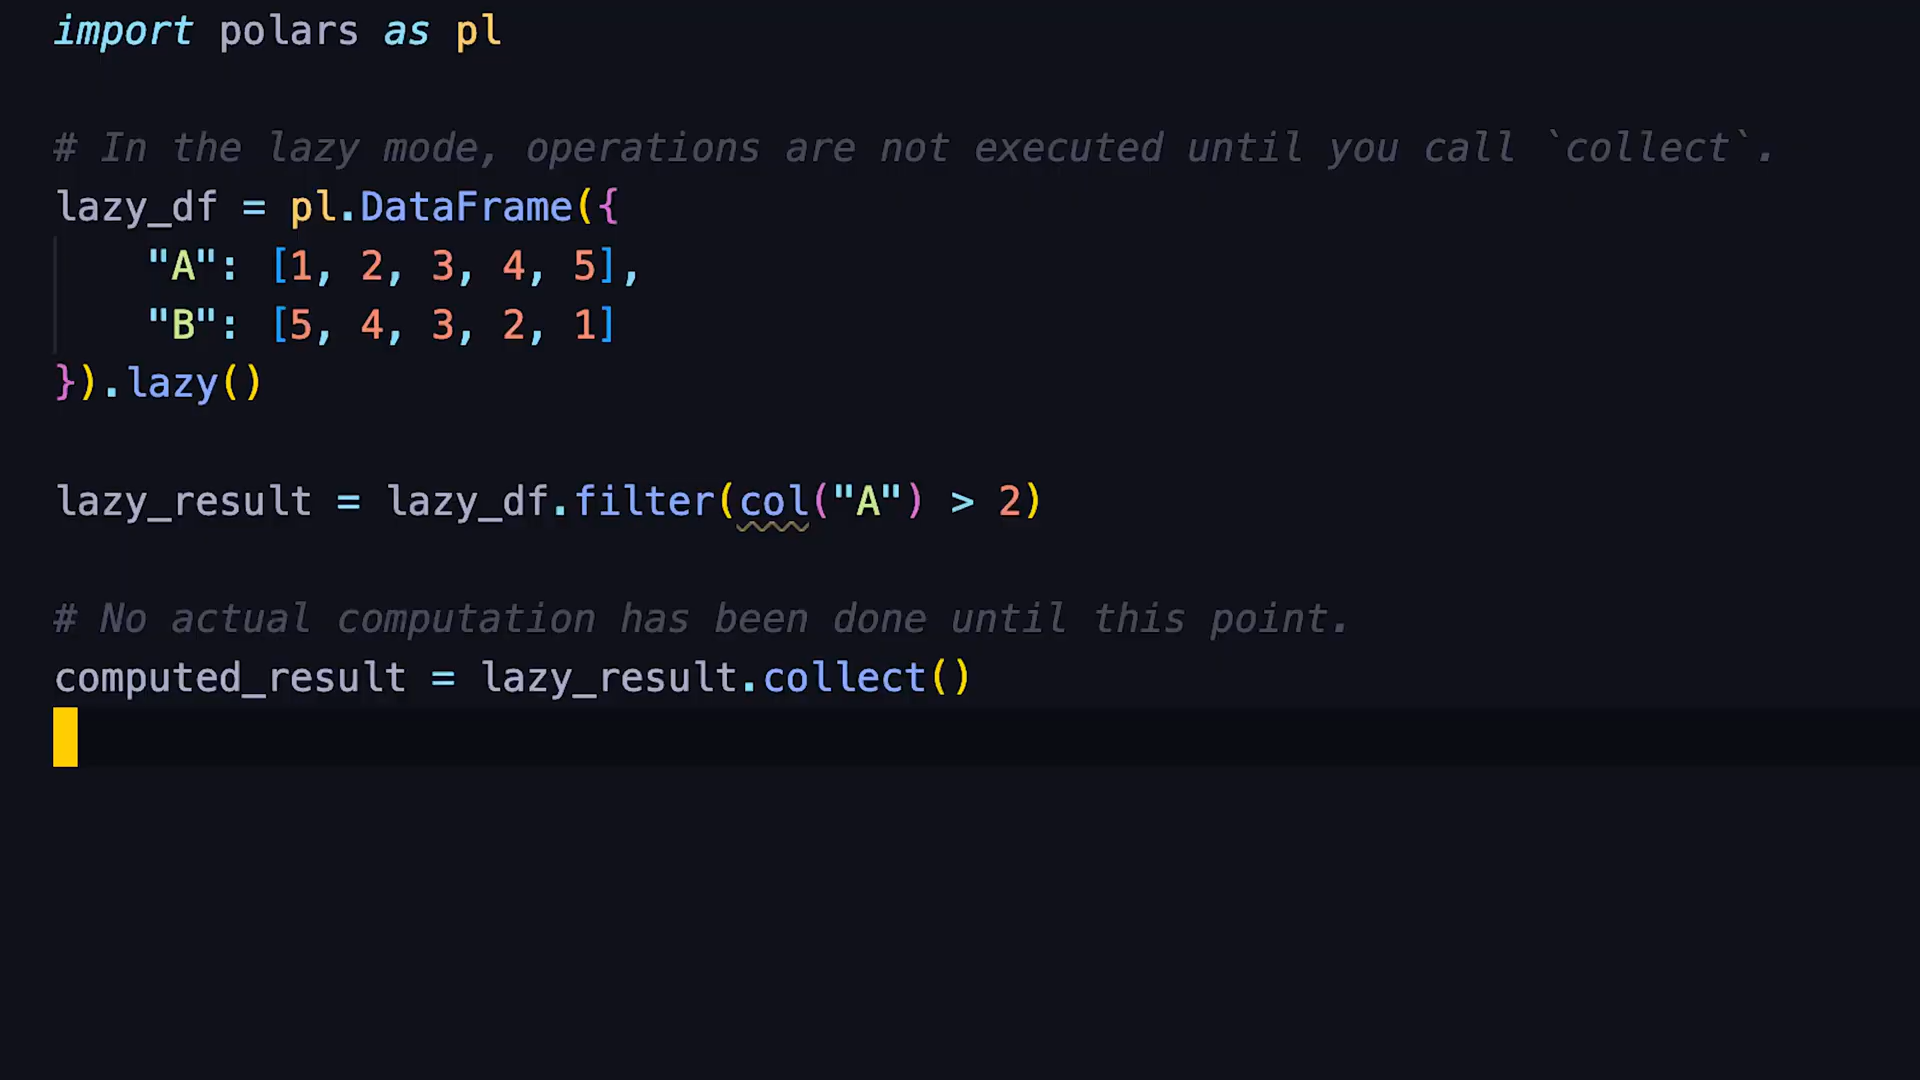 import polars as pl
# In the lazy mode, operations are not executed until you call `collect`.
lazy_df = pl.DataFrame({
    "A": [1, 2, 3, 4, 5],
    "B": [5, 4, 3, 2, 1]
}).lazy()
lazy_result = lazy_df.filter(col("A") > 2)
# No actual computation has been done until this point.
computed_result = lazy_result.collect()